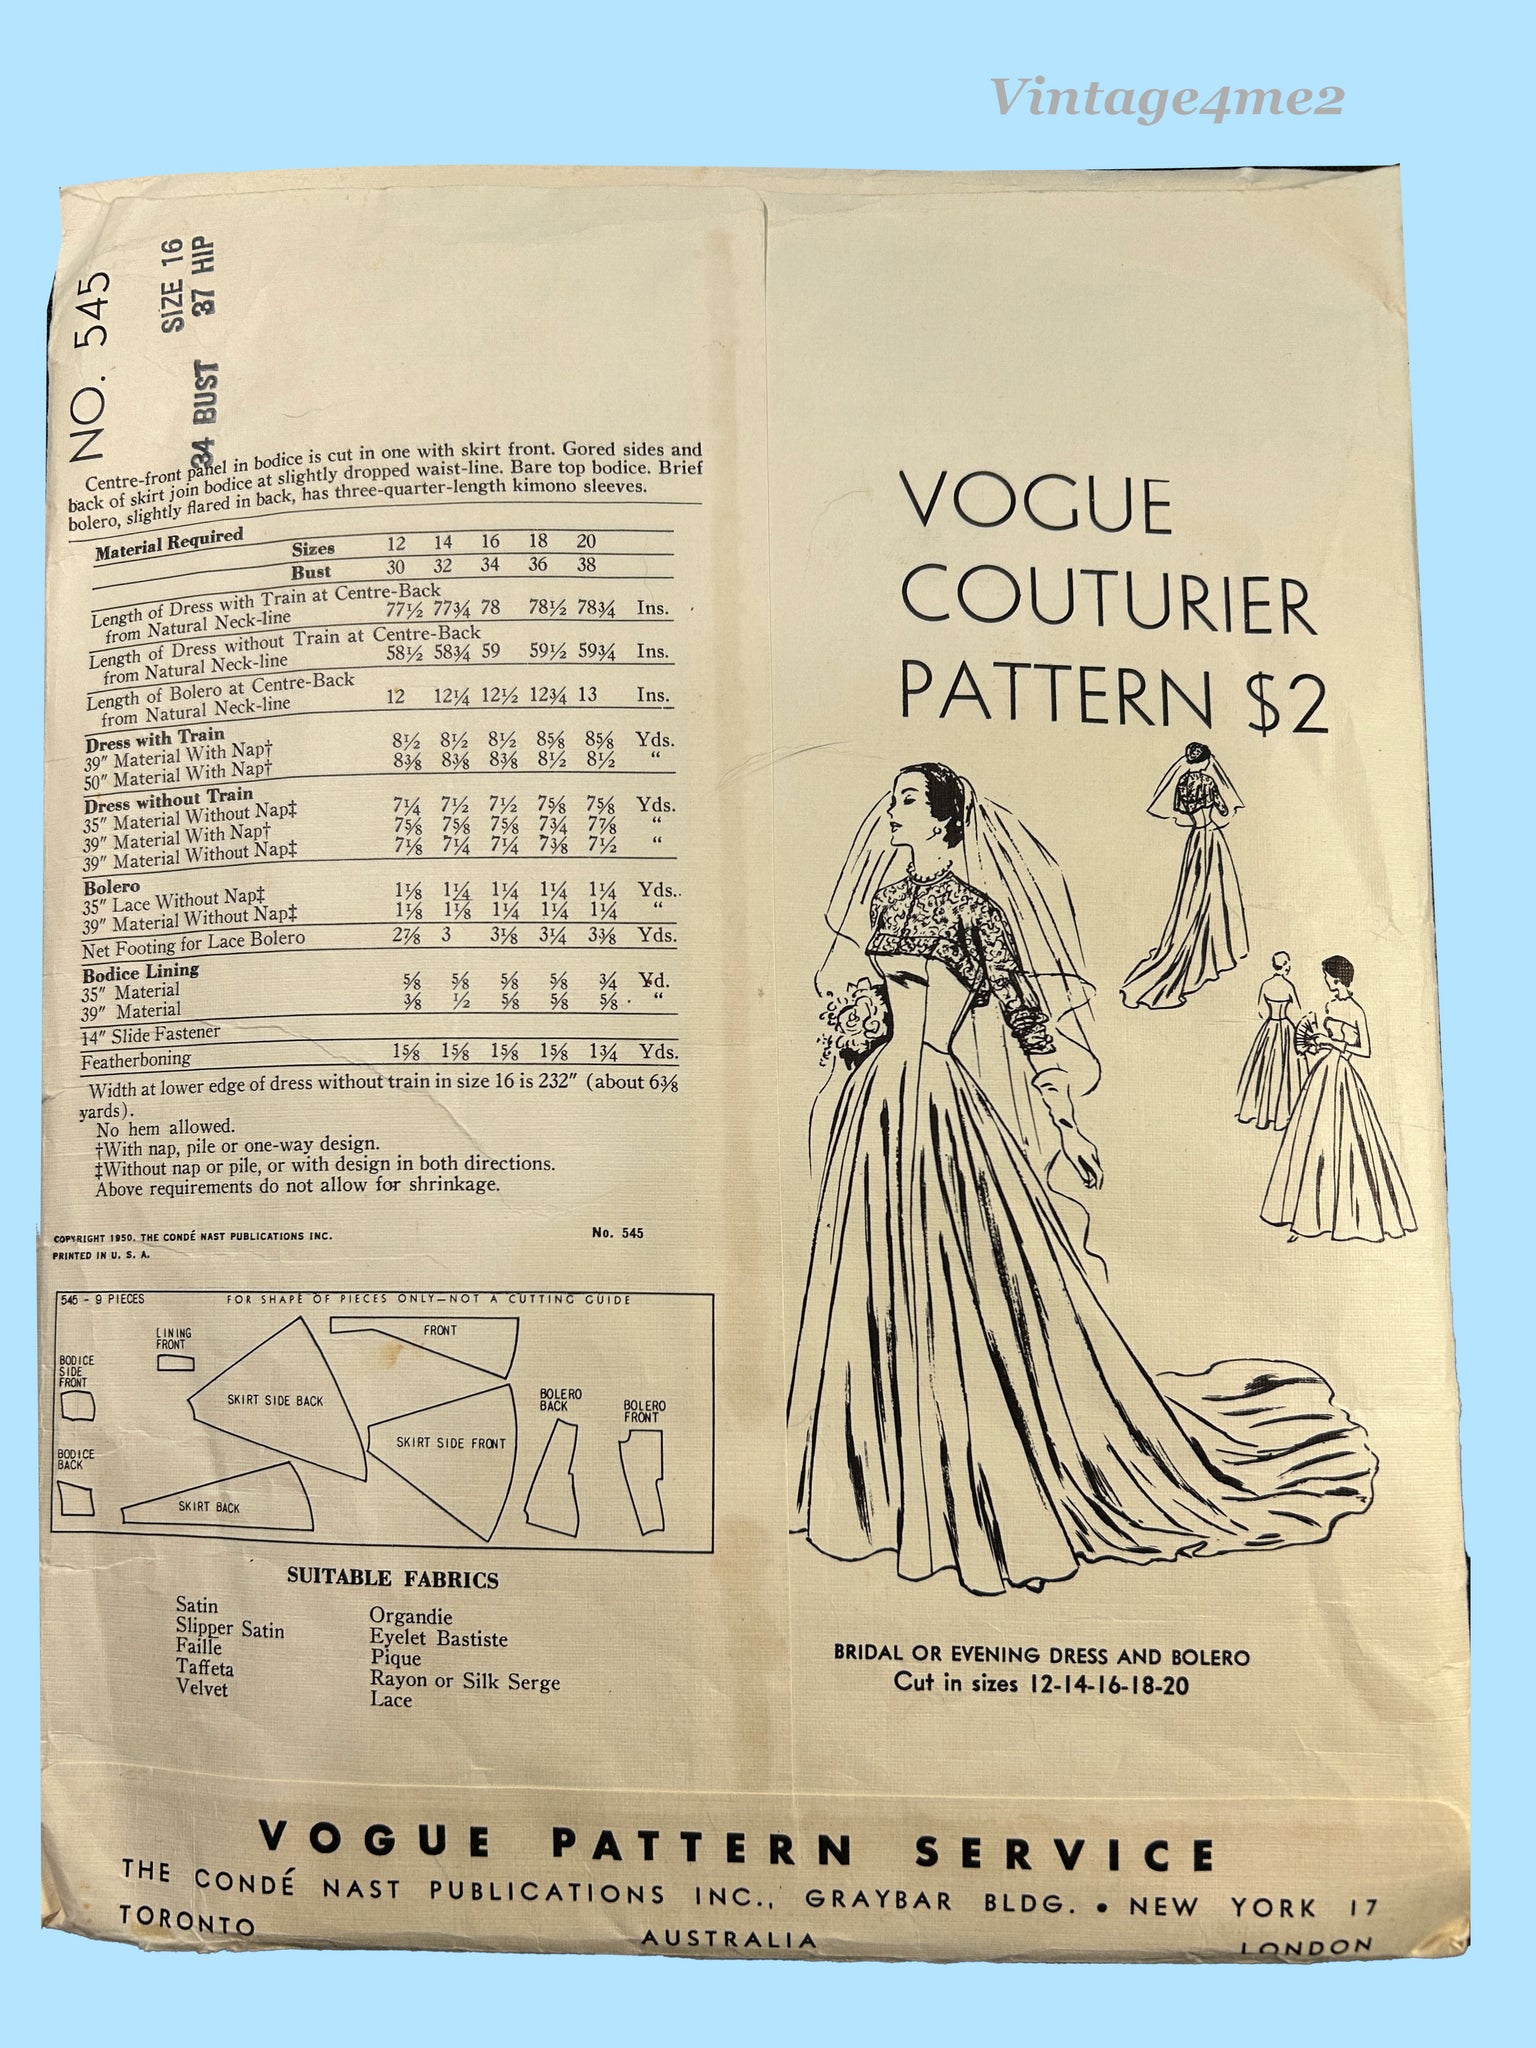 Vintage4me2
NO. 545
SIZE 16
34 BUST 37 HIP
Centre-front panel in bodice is cut in one with skirt front. Gored sides and
back of skirt join bodice at slightly dropped waist-line. Bare top bodice. Brief
bolero, slightly flared in back, has three-quarter-length kimono sleeves.
Material Required
Sizes 12 14 16 18 20
Bust 30 32 34 36 38
Length of Dress with Train at Centre-Back
from Natural Neck-line 77½ 77¾ 78 78½ 78¾ Ins.
Length of Dress without Train at Centre-Back
from Natural Neck-line 58½ 58¾ 59 59½ 59¾ Ins.
Length of Bolero at Centre-Back
from Natural Neck-line 12 12¼ 12½ 12¾ 13 Ins.
Dress with Train
39″ Material With Nap† 8½ 8½ 8½ 8⅝ 8⅝ Yds.
50″ Material With Nap† 8⅜ 8⅜ 8⅜ 8½ 8½ “
Dress without Train
35″ Material Without Nap‡ 7¼ 7½ 7½ 7⅝ 7⅝ Yds.
39″ Material With Nap† 7⅝ 7⅝ 7⅝ 7¾ 7⅞ “
39″ Material Without Nap‡ 7⅛ 7¼ 7¼ 7⅜ 7½ “
Bolero
35″ Lace Without Nap‡ 1⅛ 1¼ 1¼ 1¼ 1¼ Yds.
39″ Material Without Nap‡ 1⅛ 1⅛ 1¼ 1¼ 1¼ “
Net Footing for Lace Bolero 2⅞ 3 3⅛ 3¼ 3⅜ Yds.
Bodice Lining
35″ Material ⅝ ⅝ ⅝ ⅝ ¾ Yd.
39″ Material ⅜ ½ ⅝ ⅝ ⅝ “
14″ Slide Fastener
Featherboning 1⅝ 1⅝ 1⅝ 1⅝ 1¾ Yds.
Width at lower edge of dress without train in size 16 is 232″ (about 6⅜
yards).
No hem allowed.
†With nap, pile or one-way design.
‡Without nap or pile, or with design in both directions.
Above requirements do not allow for shrinkage.
COPYRIGHT 1950, THE CONDÉ NAST PUBLICATIONS INC. No. 545
PRINTED IN U. S. A.
545 - 9 PIECES FOR SHAPE OF PIECES ONLY—NOT A CUTTING GUIDE
LINING
FRONT
FRONT
BODICE
SIDE
FRONT
SKIRT SIDE BACK
BOLERO
BACK
BOLERO
FRONT
SKIRT SIDE FRONT
BODICE
BACK
SKIRT BACK
SUITABLE FABRICS
Satin
Slipper Satin
Faille
Taffeta
Velvet
Organdie
Eyelet Bastiste
Pique
Rayon or Silk Serge
Lace
VOGUE
COUTURIER
PATTERN $2
BRIDAL OR EVENING DRESS AND BOLERO
Cut in sizes 12-14-16-18-20
VOGUE PATTERN SERVICE
THE CONDÉ NAST PUBLICATIONS INC., GRAYBAR BLDG. • NEW YORK 17
TORONTO AUSTRALIA LONDON